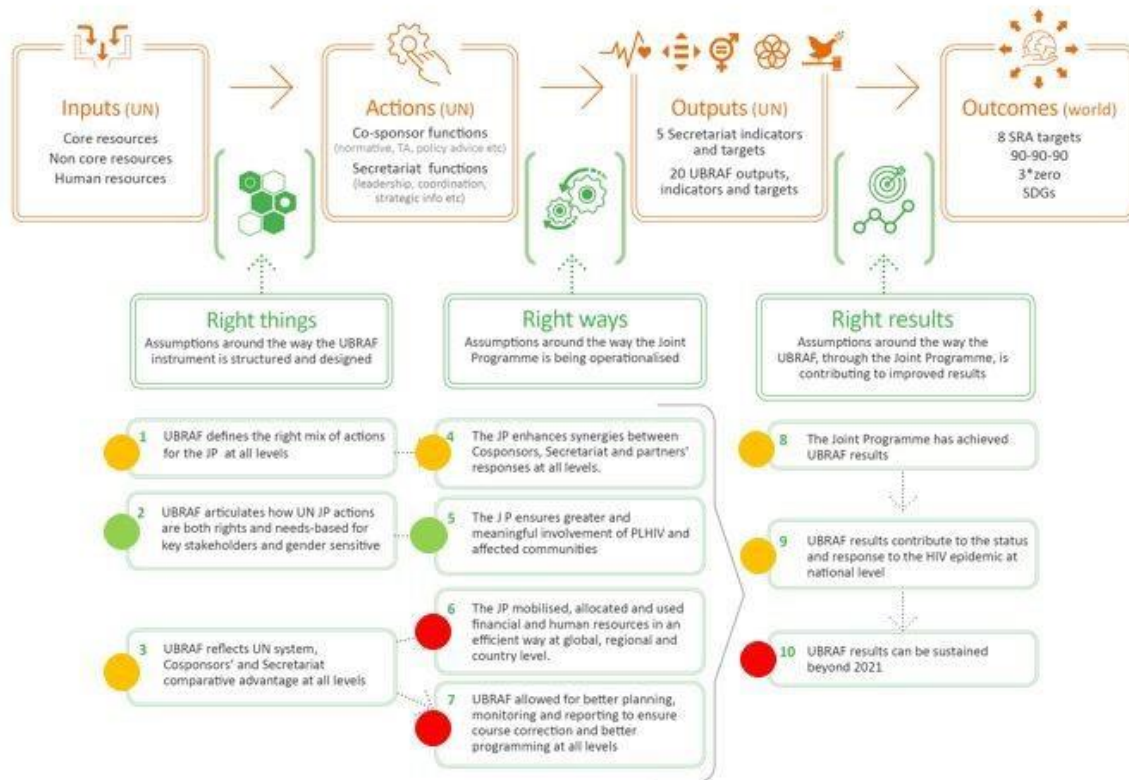 Inputs (UN)
Core resources
Non core resources
Human resources
Actions (UN)
Co-sponsor functions
(normative, TA, policy advice etc)
Secretariat functions
(leadership, coordination,
strategic info etc)
Outputs (UN)
5 Secretariat indicators
and targets
20 UBRAF outputs,
indicators and targets
Outcomes (world)
8 SRA targets
90-90-90
3*zero
SDGs
Right things
Assumptions around the way the UBRAF
instrument is structured and designed
Right ways
Assumptions around the way the Joint
Programme is being operationalised
Right results
Assumptions around the way the
UBRAF, through the Joint Programme, is
contributing to improved results
1 UBRAF defines the right mix of actions
for the JP at all levels
2 UBRAF articulates how UN JP actions
are both rights and needs-based for
key stakeholders and gender sensitive
3 UBRAF reflects UN system,
Cosponsors' and Secretariat
comparative advantage at all levels
4 The JP enhances synergies between
Cosponsors, Secretariat and partners'
responses at all levels.
5 The J P ensures greater and
meaningful involvement of PLHIV and
affected communities
6 The JP mobilised, allocated and used
financial and human resources in an
efficient way at global, regional and
country level.
7 UBRAF allowed for better planning,
monitoring and reporting to ensure
course correction and better
programming at all levels
8 The Joint Programme has achieved
UBRAF results
9 UBRAF results contribute to the status
and response to the HIV epidemic at
national level
10 UBRAF results can be sustained
beyond 2021